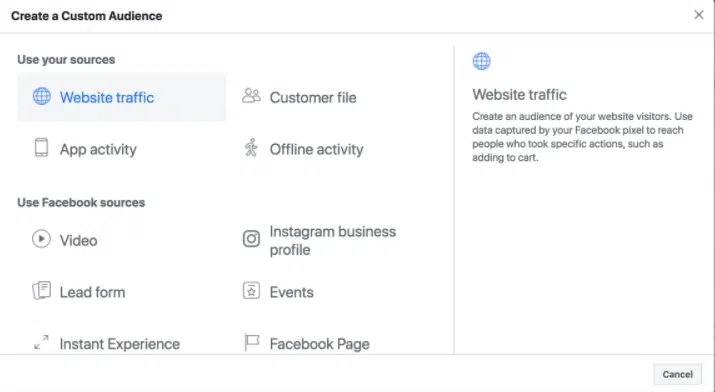 Create a Custom Audience
Use your sources
Website traffic
Customer file
App activity
Offline activity
Use Facebook sources
Video
Instagram business
profile
Lead form
Events
Instant Experience
Facebook Page
Website traffic
Create an audience of your website visitors. Use
data captured by your Facebook pixel to reach
people who took specific actions, such as
adding to cart.
Cancel